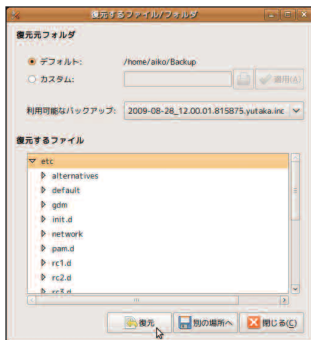 復元するファイル/フォルダ
復元元フォルダ
デフォルト: /home/aiko/Backup
カスタム: 適用(A)
利用可能なバックアップ: 2009-08-28_12.00.01.815875.yutaka.inc
復元するファイル
etc
alternatives
default
gdm
init.d
network
pam.d
rc1.d
rc2.d
rc3.d
復元 別の場所へ 閉じる(C)